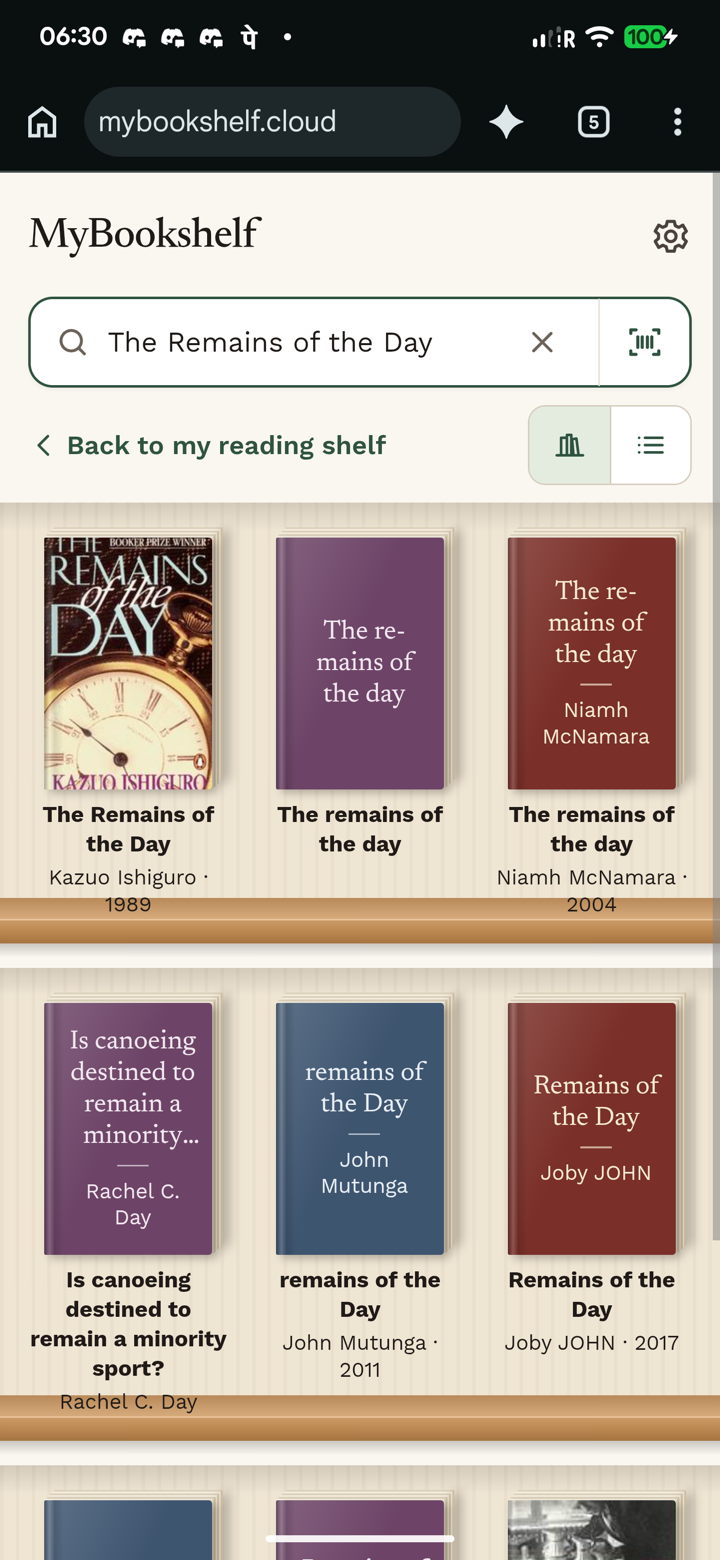 06:30 पे R 100
mybookshelf.cloud 5
MyBookshelf
The Remains of the Day
Back to my reading shelf
THE BOOKER PRIZE WINNER
REMAINS
of the
DAY
KAZUO ISHIGURO
The re-
mains of
the day
The re-
mains of
the day
Niamh
McNamara
The Remains of
the Day
Kazuo Ishiguro ·
1989
The remains of
the day
The remains of
the day
Niamh McNamara ·
2004
Is canoeing
destined to
remain a
minority...
Rachel C.
Day
remains of
the Day
John
Mutunga
Remains of
the Day
Joby JOHN
Is canoeing
destined to
remain a minority
sport?
Rachel C. Day
remains of the
Day
John Mutunga ·
2011
Remains of the
Day
Joby JOHN · 2017